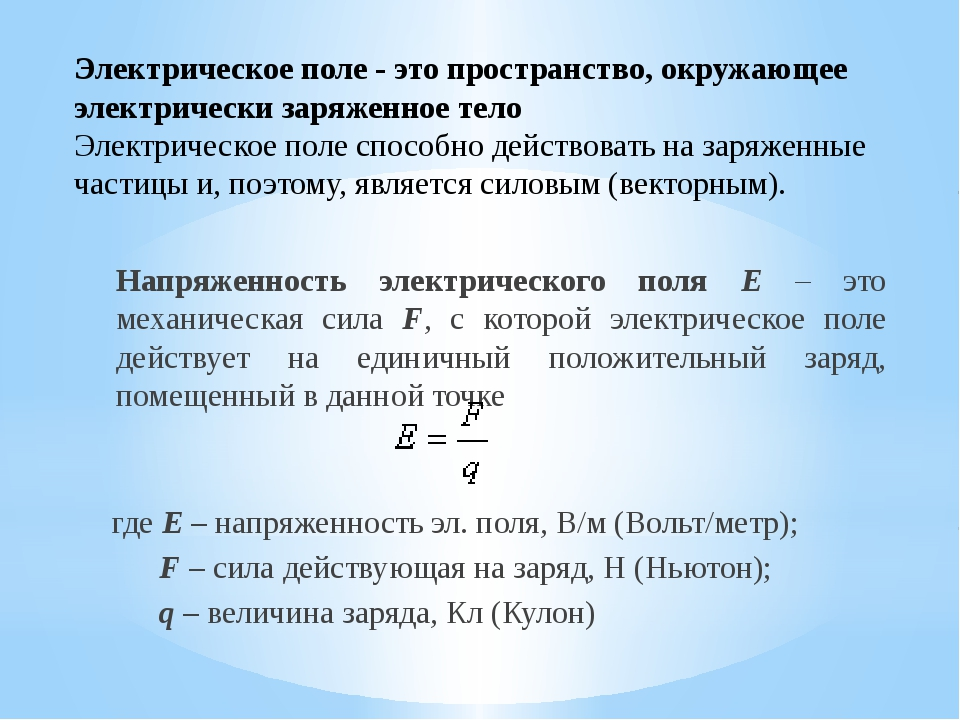 Электрическое поле - это пространство, окружающее
электрически заряженное тело
Электрическое поле способно действовать на заряженные
частицы и, поэтому, является силовым (векторным).
Напряженность электрического поля E – это
механическая сила F, с которой электрическое поле
действует на единичный положительный заряд,
помещенный в данной точке
E = F/q
где E – напряженность эл. поля, В/м (Вольт/метр);
F – сила действующая на заряд, Н (Ньютон);
q – величина заряда, Кл (Кулон)